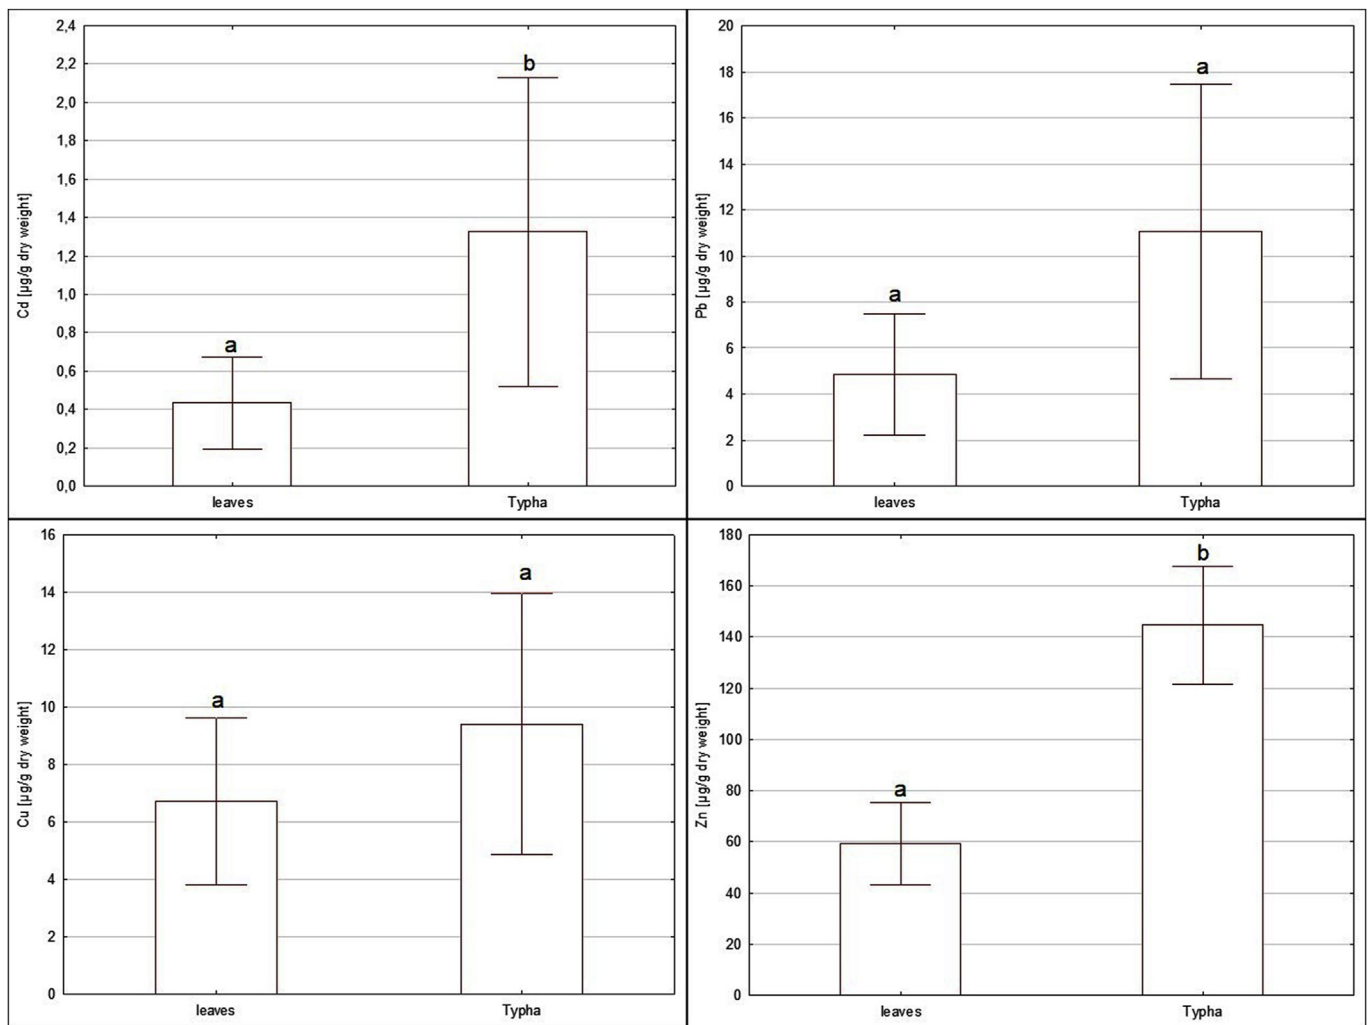 2,4
2,2
2,0
1,8
1,6
1,4
1,2
1,0
0,8
0,6
0,4
0,2
0,0
Cd [µg/g dry weight]
a
b
leaves
Typha
20
18
16
14
12
10
8
6
4
2
0
Pb [µg/g dry weight]
a
a
leaves
Typha
16
14
12
10
8
6
4
2
0
Cu [µg/g dry weight]
a
a
leaves
Typha
180
160
140
120
100
80
60
40
20
0
Zn [µg/g dry weight]
a
b
leaves
Typha